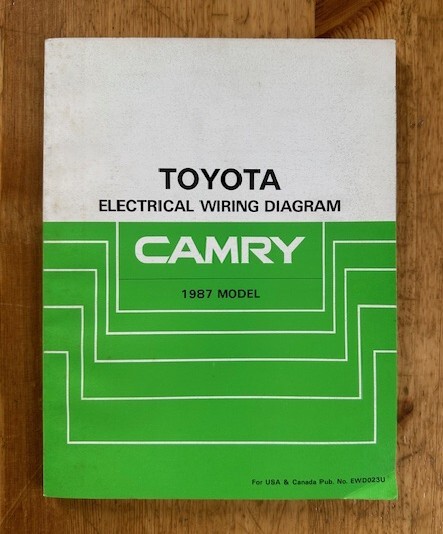 TOYOTA
ELECTRICAL WIRING DIAGRAM
CAMRY
1987 MODEL
For USA & Canada Pub. No. EWD023U